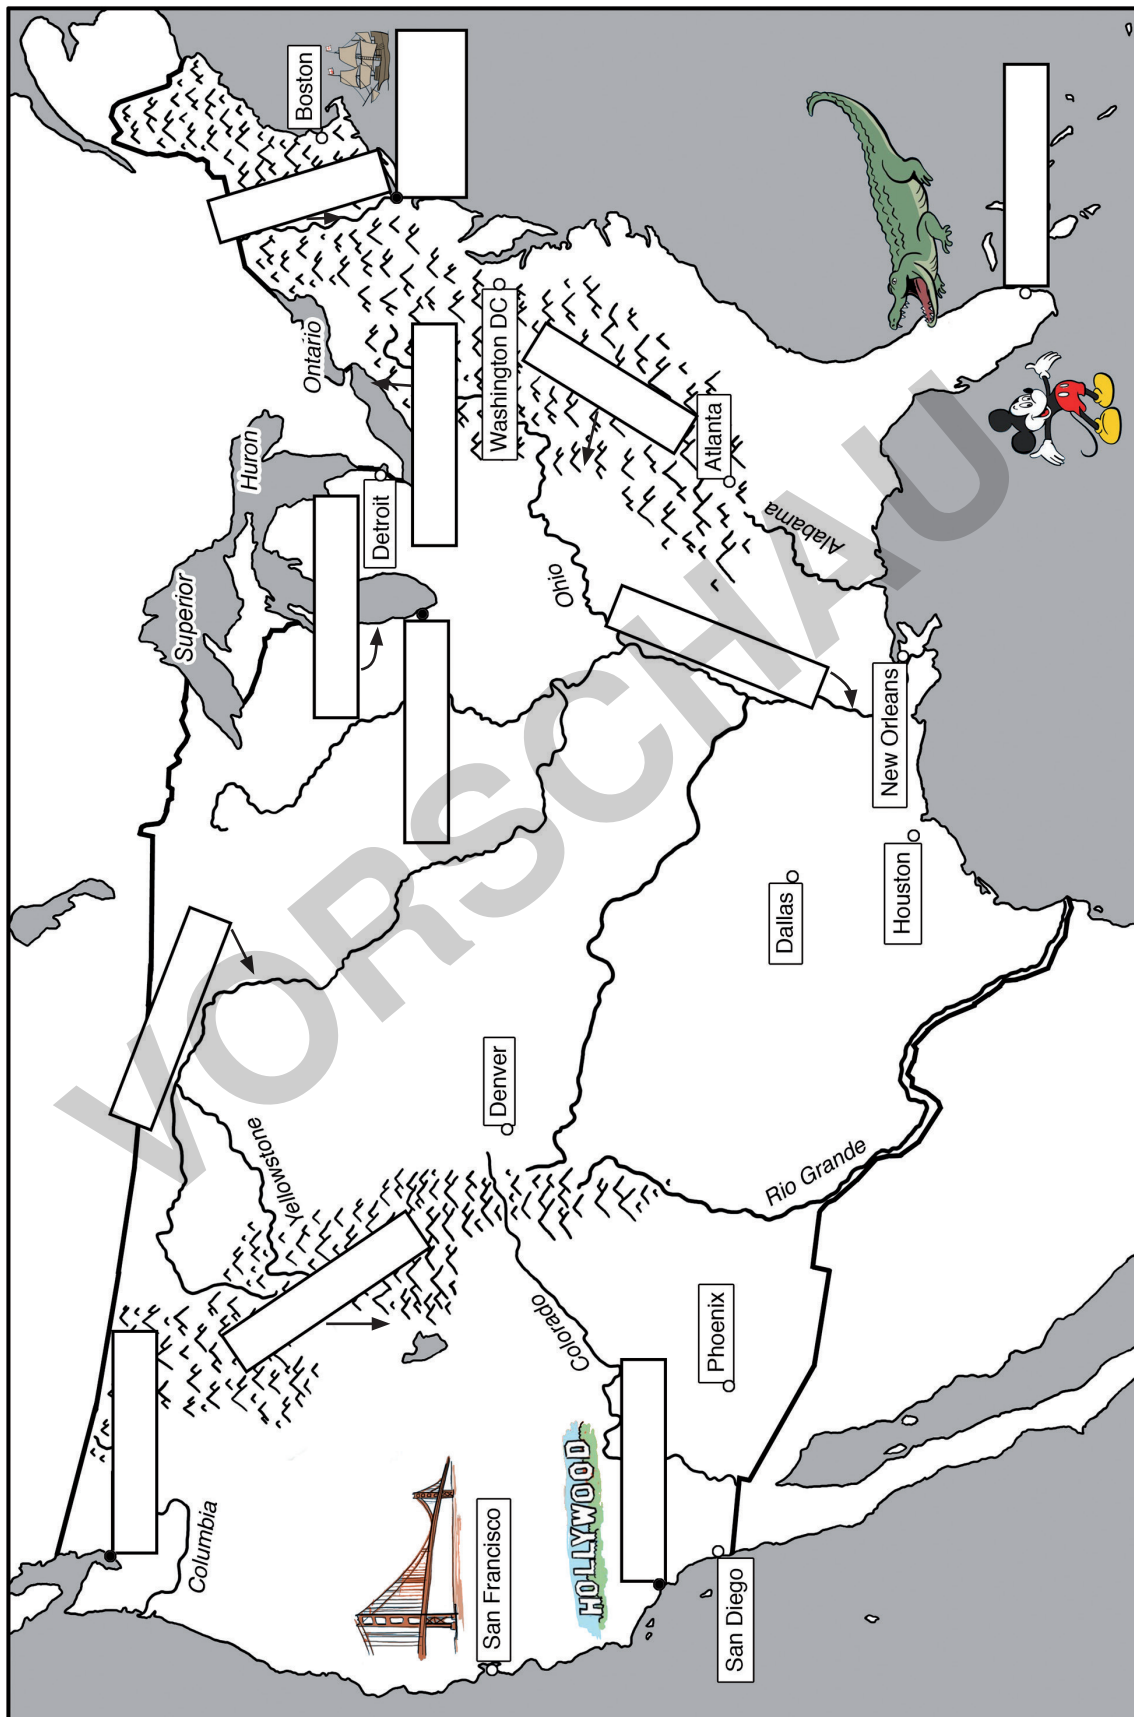 Superior
Huron
Ontario
Boston
Columbia
Yellowstone
Detroit
Washington DC
San Francisco
Denver
Ohio
HOLLYWOOD
Colorado
Atlanta
San Diego
Phoenix
Dallas
Alabama
Rio Grande
Houston
New Orleans
VORSCHAU